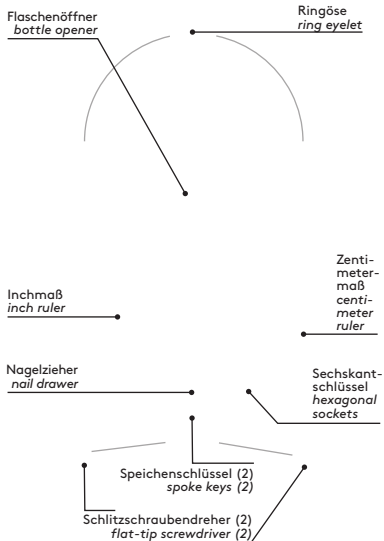 Flaschenöffner
bottle opener
Ringöse
ring eyelet
Zenti-
meter-
maß
centi-
meter
ruler
Inchmaß
inch ruler
Nagelzieher
nail drawer
Sechskant-
schlüssel
hexagonal
sockets
Speichenschlüssel (2)
spoke keys (2)
Schlitzschraubendreher (2)
flat-tip screwdriver (2)